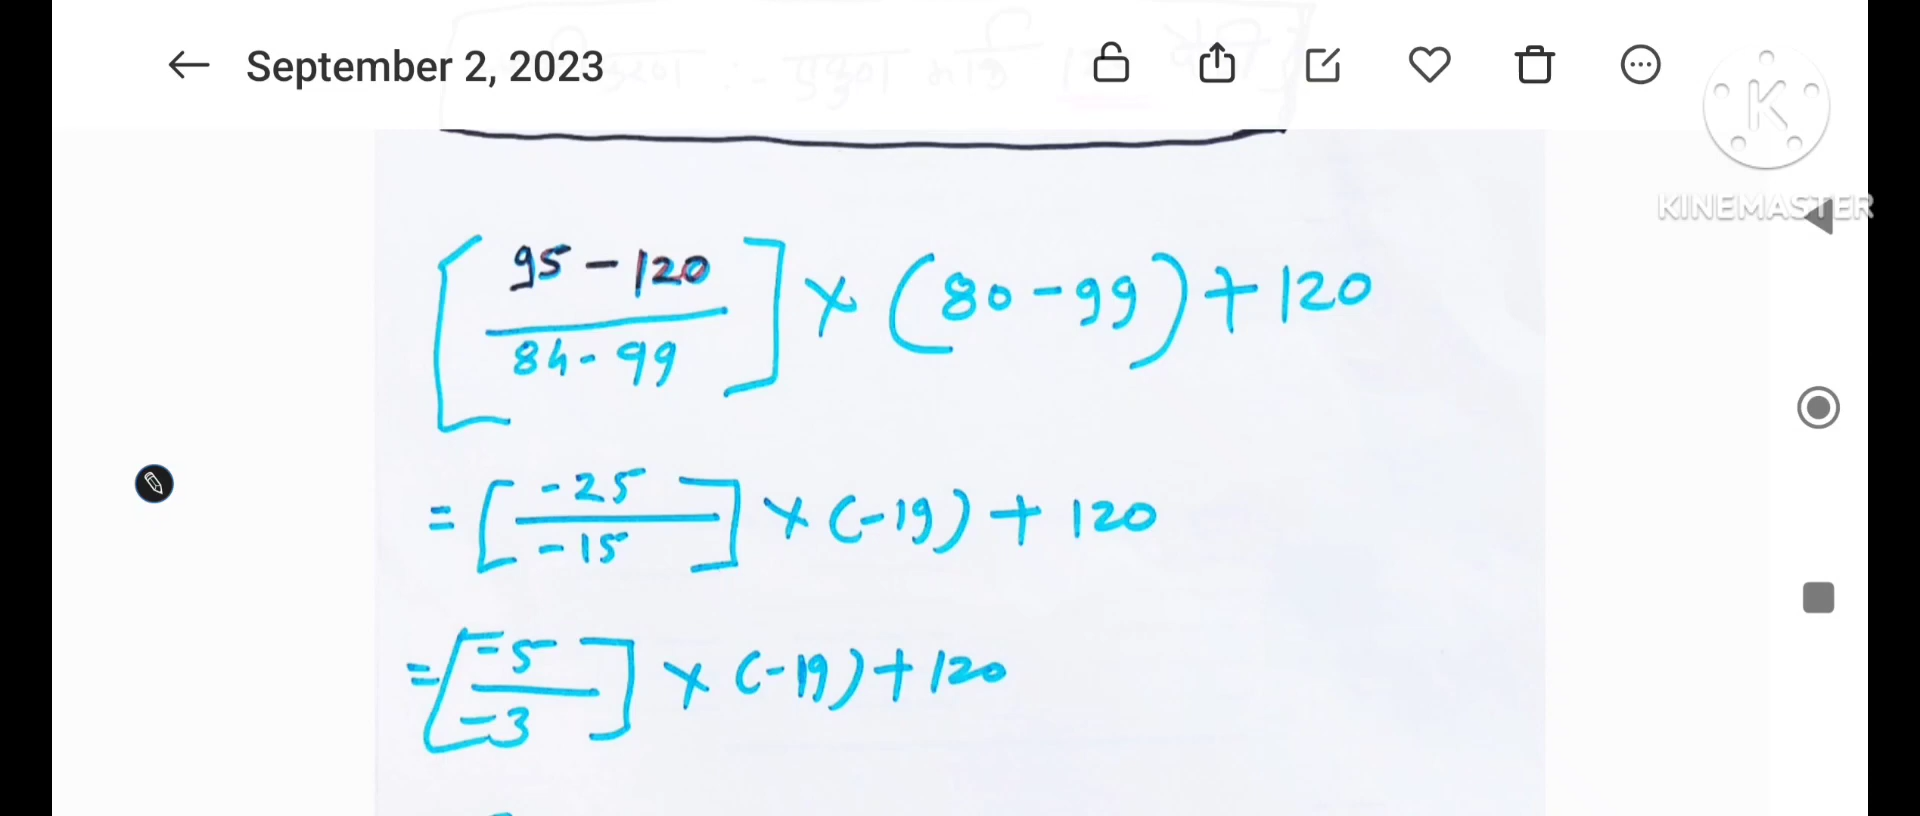 September 2, 2023
K
KINEMASTER
[95 - 120 / 84 - 99] × (80 - 99) + 120
= [-25 / -15] × (-19) + 120
= [-5 / -3] × (-19) + 120